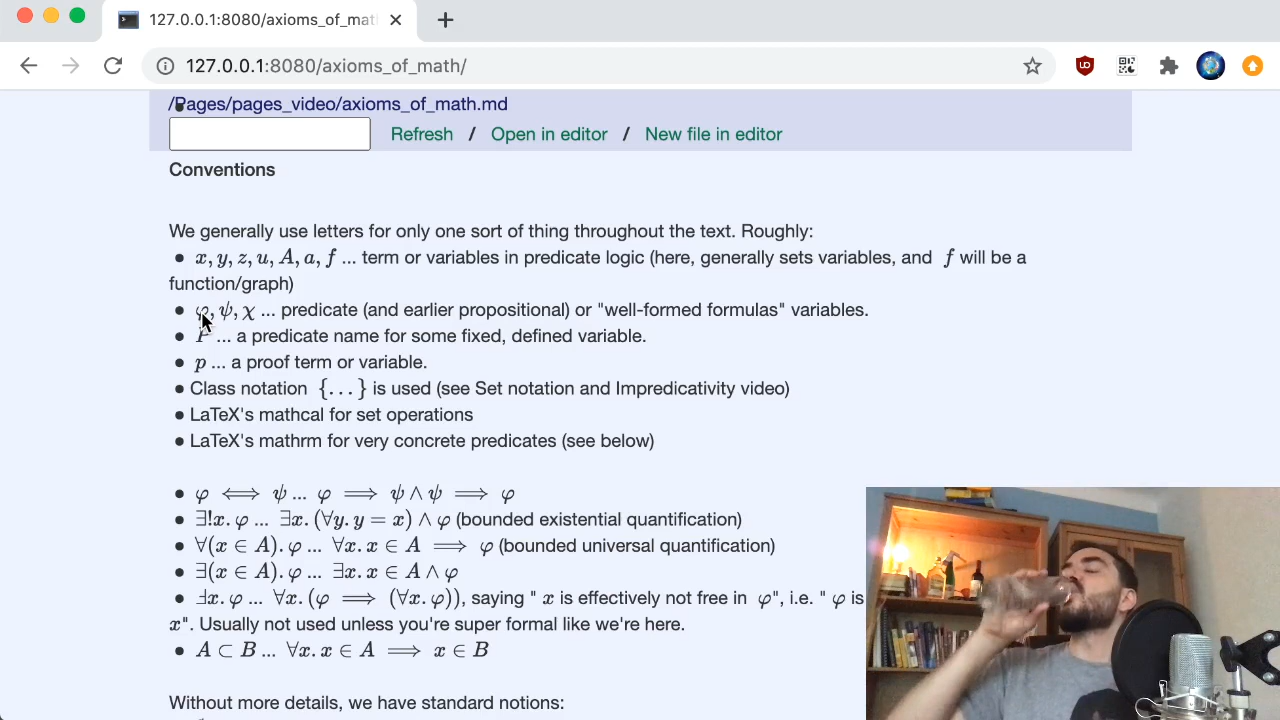 127.0.0.1:8080/axioms_of_mat
127.0.0.1:8080/axioms_of_math/
/Pages/pages_video/axioms_of_math.md
Refresh / Open in editor / New file in editor
Conventions
We generally use letters for only one sort of thing throughout the text. Roughly:
• x, y, z, u, A, a, f ... term or variables in predicate logic (here, generally sets variables, and f will be a
function/graph)
• φ, ψ, χ ... predicate (and earlier propositional) or "well-formed formulas" variables.
• P ... a predicate name for some fixed, defined variable.
• p ... a proof term or variable.
• Class notation {...} is used (see Set notation and Impredicativity video)
• LaTeX's mathcal for set operations
• LaTeX's mathrm for very concrete predicates (see below)
• φ ⟺ ψ ... φ ⟹ ψ ∧ ψ ⟹ φ
• ∃!x. φ ... ∃x. (∀y. y = x) ∧ φ (bounded existential quantification)
• ∀(x ∈ A). φ ... ∀x. x ∈ A ⟹ φ (bounded universal quantification)
• ∃(x ∈ A). φ ... ∃x. x ∈ A ∧ φ
• Ⅎx. φ ... ∀x. (φ ⟹ (∀x. φ)), saying " x is effectively not free in φ", i.e. " φ is
x". Usually not used unless you're super formal like we're here.
• A ⊂ B ... ∀x. x ∈ A ⟹ x ∈ B
Without more details, we have standard notions: